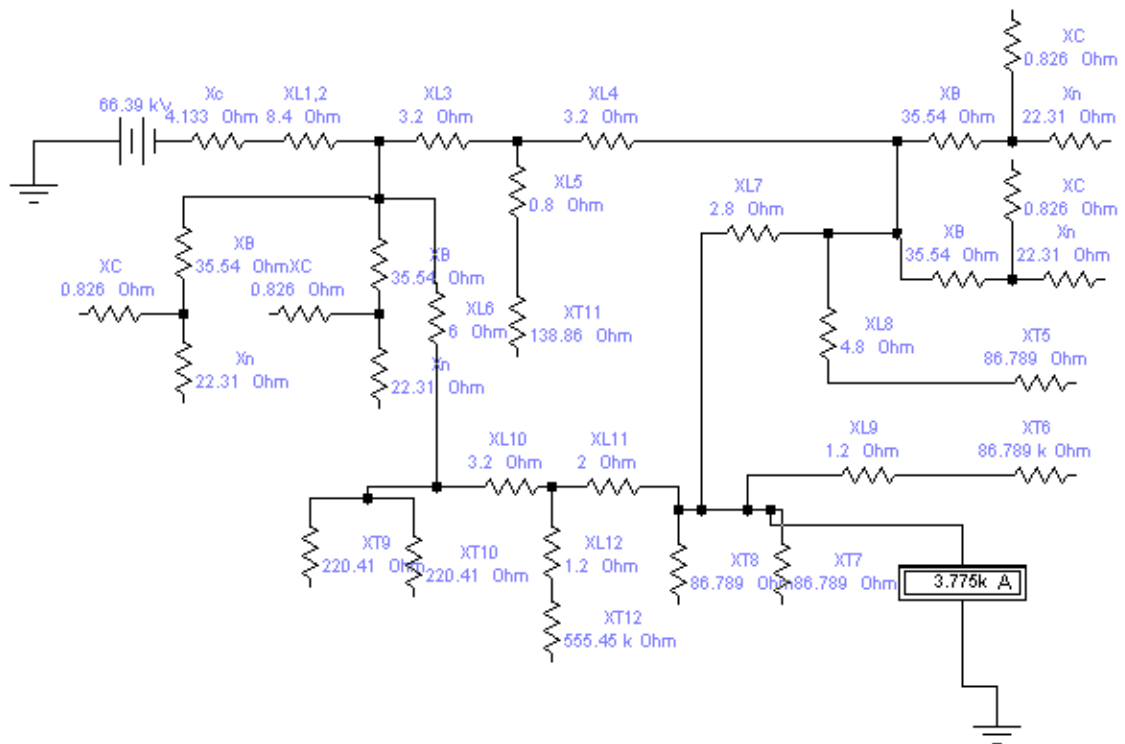 XC
0.826 Ohm
66.39 kV
Xc
4.133 Ohm
XL1,2
8.4 Ohm
XL3
3.2 Ohm
XL4
3.2 Ohm
XB
35.54 Ohm
Xn
22.31 Ohm
XL5
0.8 Ohm
XL7
2.8 Ohm
XC
0.826 Ohm
XB
35.54 Ohm
Xn
22.31 Ohm
XB
35.54 Ohm
XC
0.826 Ohm
XC
0.826 Ohm
XB
35.54 Ohm
XL6
6 Ohm
XT11
138.86 Ohm
XL8
4.8 Ohm
XT5
86.789 Ohm
Xn
22.31 Ohm
Xn
22.31 Ohm
XL10
3.2 Ohm
XL11
2 Ohm
XL9
1.2 Ohm
XT6
86.789 k Ohm
XT9
220.41 Ohm
XT10
220.41 Ohm
XL12
1.2 Ohm
XT8
86.789 Ohm
XT7
86.789 Ohm
3.775k A
XT12
555.45 k Ohm